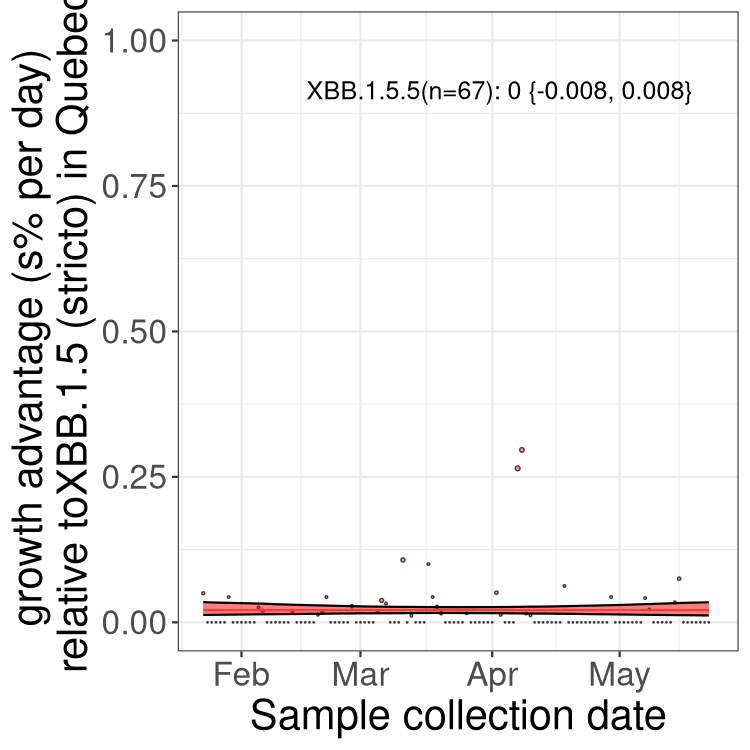 growth advantage (s% per day)
relative toXBB.1.5 (stricto) in Quebec
1.00
0.75
0.50
0.25
0.00
XBB.1.5.5(n=67): 0 {-0.008, 0.008}
Feb Mar Apr May
Sample collection date